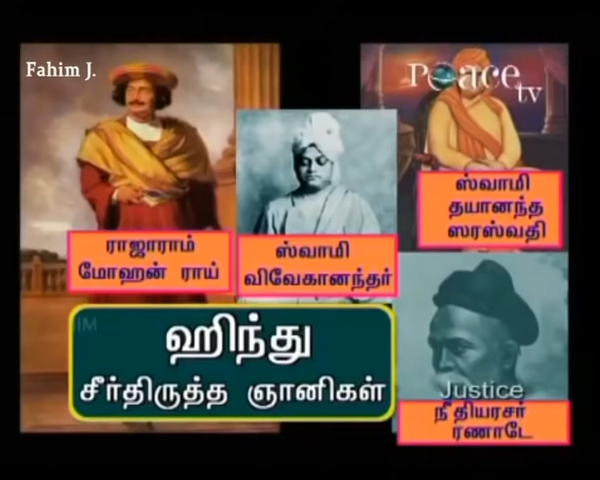 Fahim J.
peace
tv
ராஜாராம்
மோஹன் ராய்
ஸ்வாமி
விவேகானந்தர்
ஸ்வாமி
தயானந்த
ஸரஸ்வதி
ஹிந்து
சீர்திருத்த ஞானிகள்
Justice
நீதியரசர்
ரணாடே